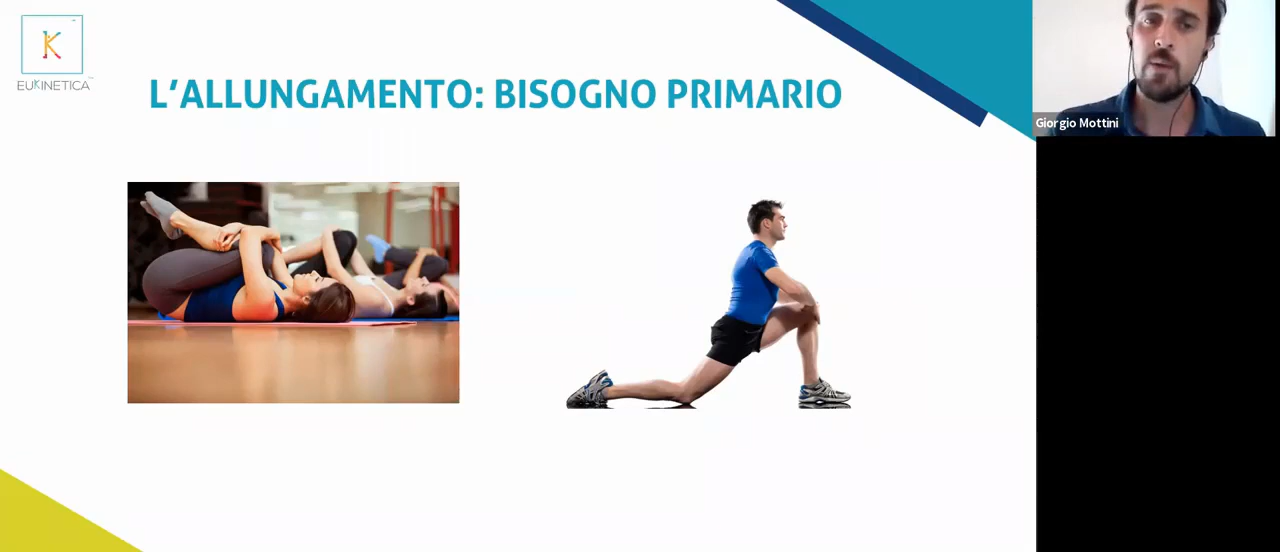 K
EUKINETICA
L'ALLUNGAMENTO: BISOGNO PRIMARIO
Giorgio Mottini